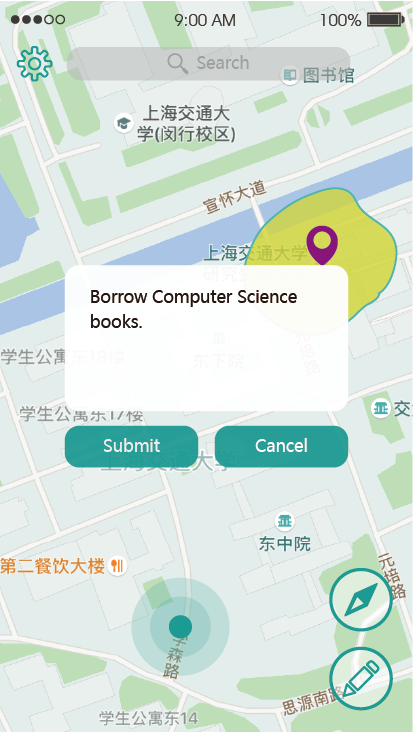 9:00 AM
100%
Search
图书馆
上海交通大
学(闵行校区)
宣怀大道
上海交通大学
研究
Borrow Computer Science
books.
东下院
学生公寓东18楼
学生公寓东17楼
交
Submit
Cancel
上海交通大学
东中院
第二餐饮大楼
元培路
学森路
思源南路
学生公寓东14